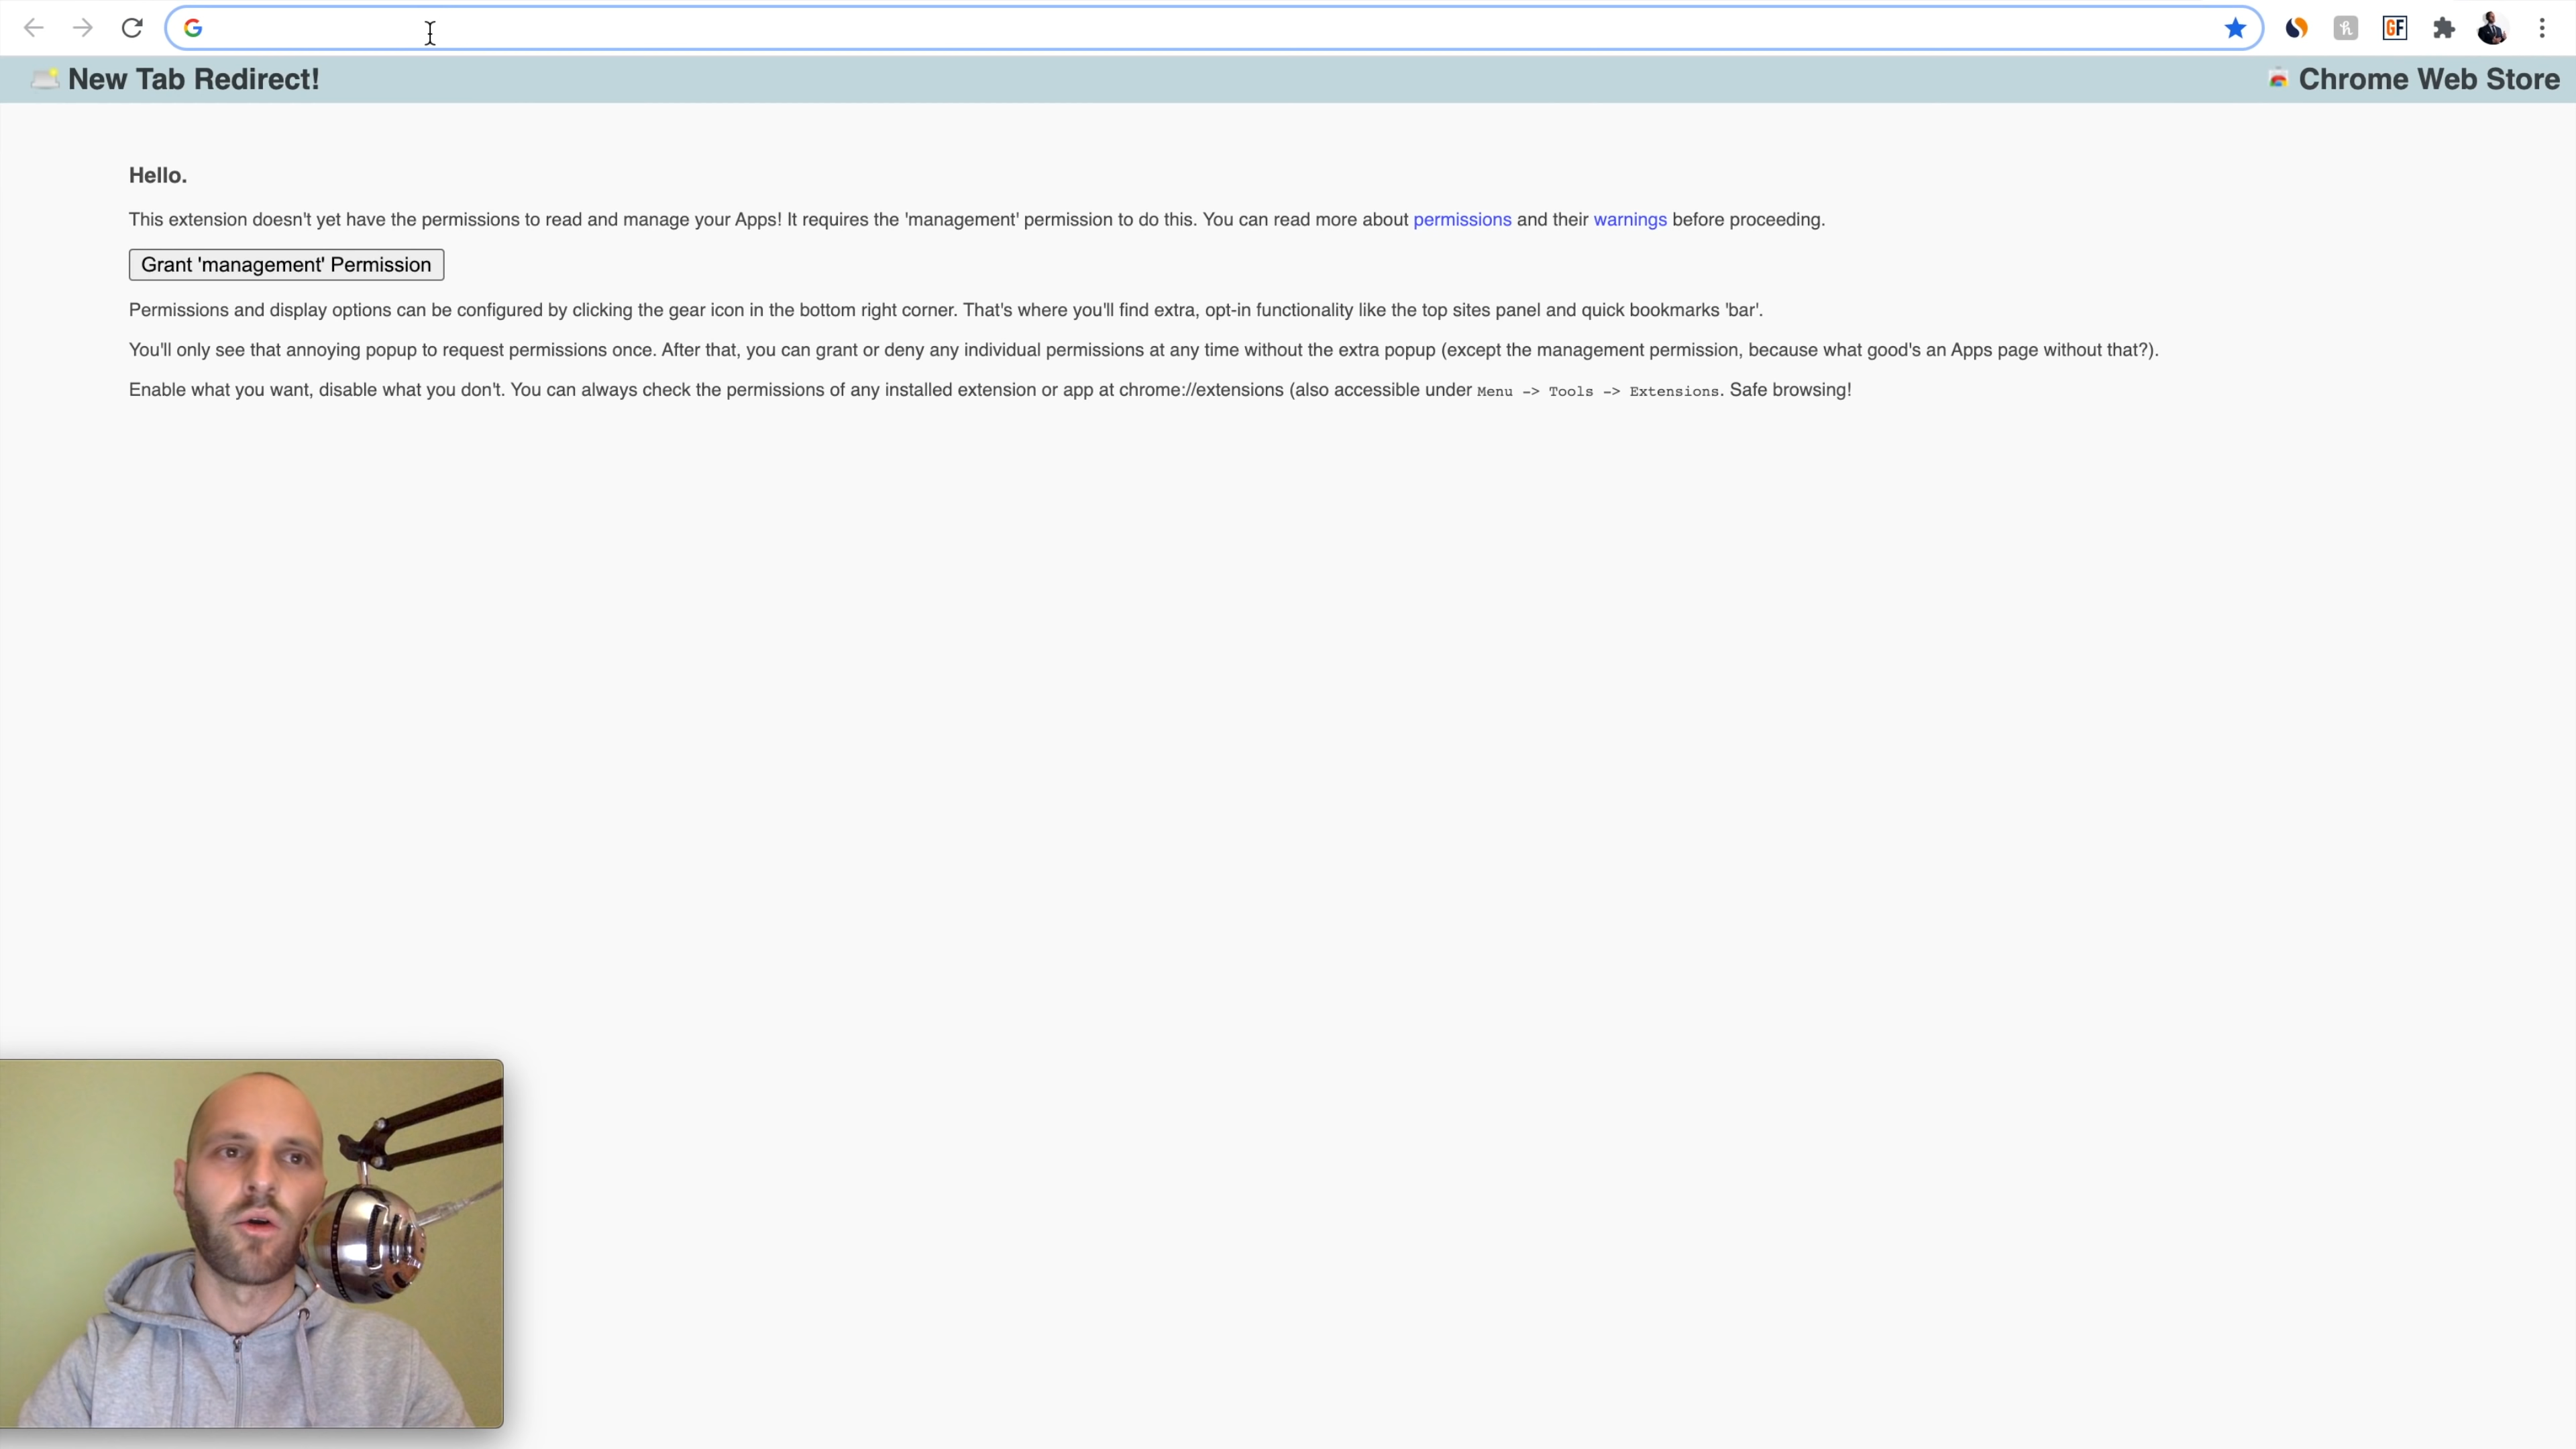 New Tab Redirect!
Chrome Web Store
Hello.
This extension doesn't yet have the permissions to read and manage your Apps! It requires the 'management' permission to do this. You can read more about permissions and their warnings before proceeding.
Grant 'management' Permission
Permissions and display options can be configured by clicking the gear icon in the bottom right corner. That's where you'll find extra, opt-in functionality like the top sites panel and quick bookmarks 'bar'.
You'll only see that annoying popup to request permissions once. After that, you can grant or deny any individual permissions at any time without the extra popup (except the management permission, because what good's an Apps page without that?).
Enable what you want, disable what you don't. You can always check the permissions of any installed extension or app at chrome://extensions (also accessible under Menu -> Tools -> Extensions. Safe browsing!